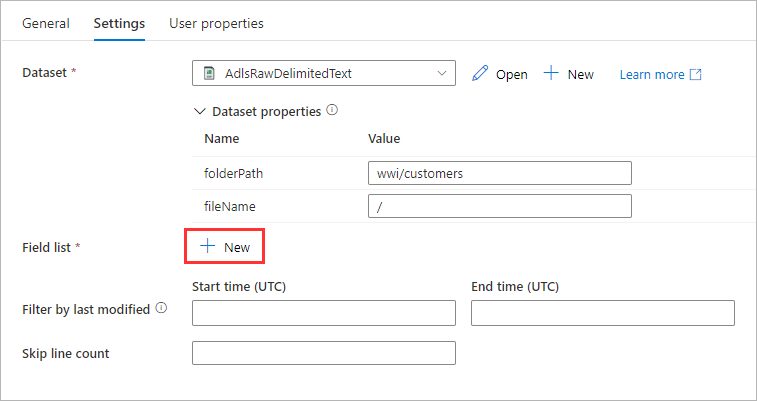 General Settings User properties
Dataset * AdlsRawDelimitedText Open New Learn more
Dataset properties
Name Value
folderPath wwi/customers
fileName /
Field list * New
Start time (UTC) End time (UTC)
Filter by last modified
Skip line count